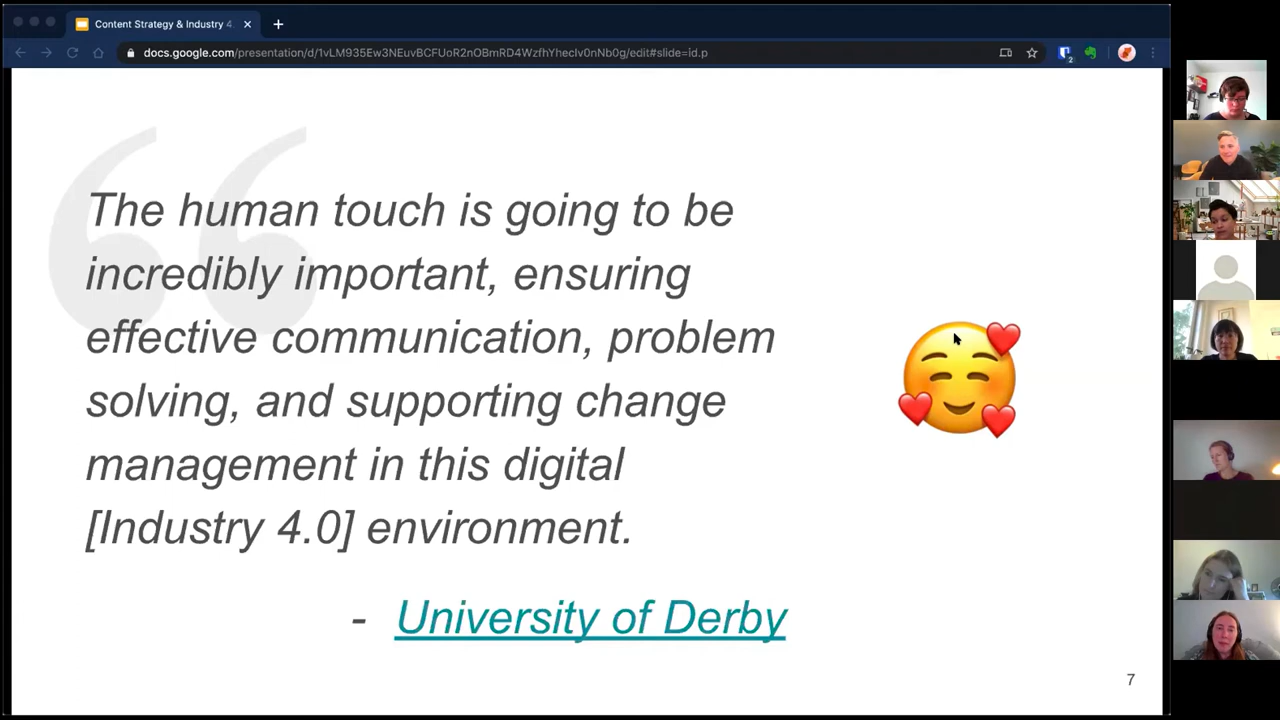 Content Strategy & Industry 4
docs.google.com/presentation/d/1vLM935Ew3NEuvBCFUoR2nOBmRD4WzfhYhecIv0nNb0g/edit#slide=id.p
2
The human touch is going to be
incredibly important, ensuring
effective communication, problem
solving, and supporting change
management in this digital
[Industry 4.0] environment.
- University of Derby
7